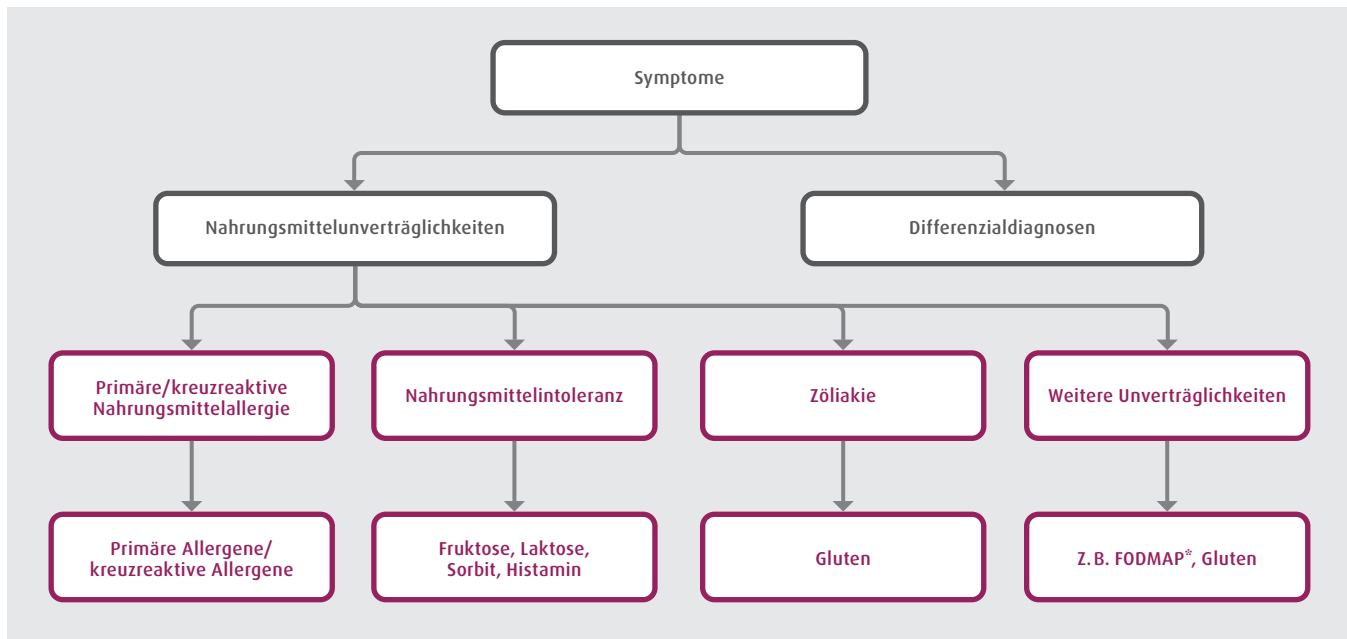 Symptome
Nahrungsmittelunverträglichkeiten
Differenzialdiagnosen
Primäre/kreuzreaktive
Nahrungsmittelallergie
Nahrungsmittelintoleranz
Zöliakie
Weitere Unverträglichkeiten
Primäre Allergene/
kreuzreaktive Allergene
Fruktose, Laktose,
Sorbit, Histamin
Gluten
Z. B. FODMAP*, Gluten